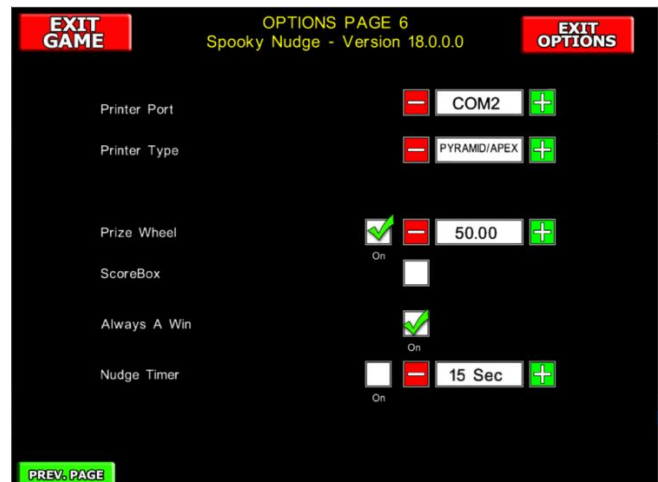 EXIT GAME
OPTIONS PAGE 6
Spooky Nudge - Version 18.0.0.0
EXIT OPTIONS
Printer Port
COM2
Printer Type
PYRAMID/APEX
Prize Wheel
50.00
On
ScoreBox
Always A Win
On
Nudge Timer
15 Sec
On
PREV. PAGE